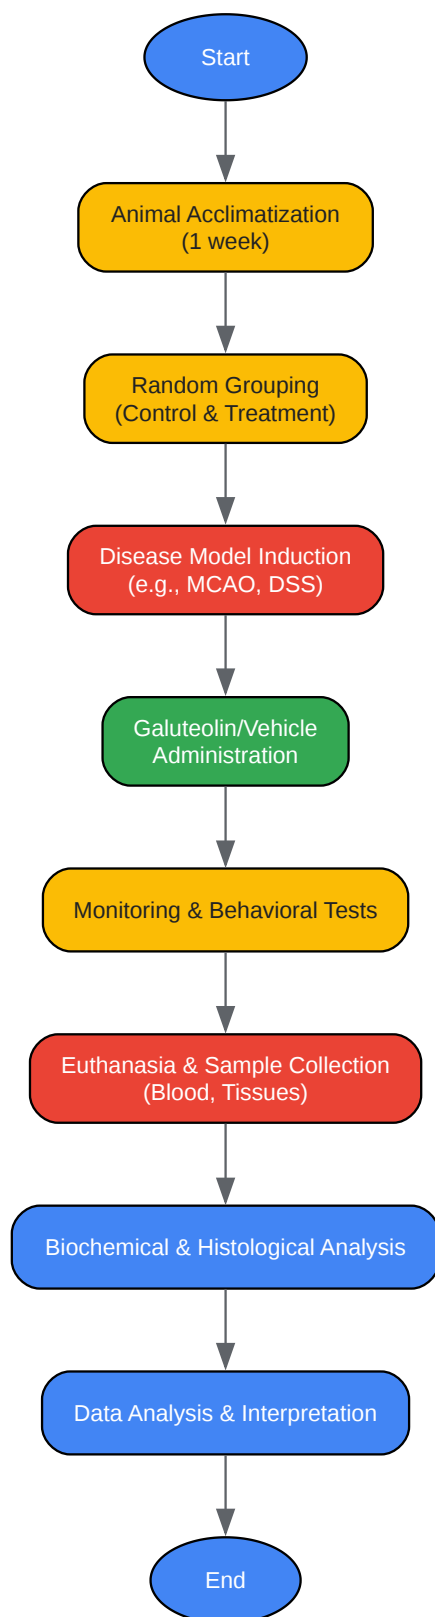 Start
Animal Acclimatization
(1 week)
Random Grouping
(Control & Treatment)
Disease Model Induction
(e.g., MCAO, DSS)
Galuteolin/Vehicle
Administration
Monitoring & Behavioral Tests
Euthanasia & Sample Collection
(Blood, Tissues)
Biochemical & Histological Analysis
Data Analysis & Interpretation
End